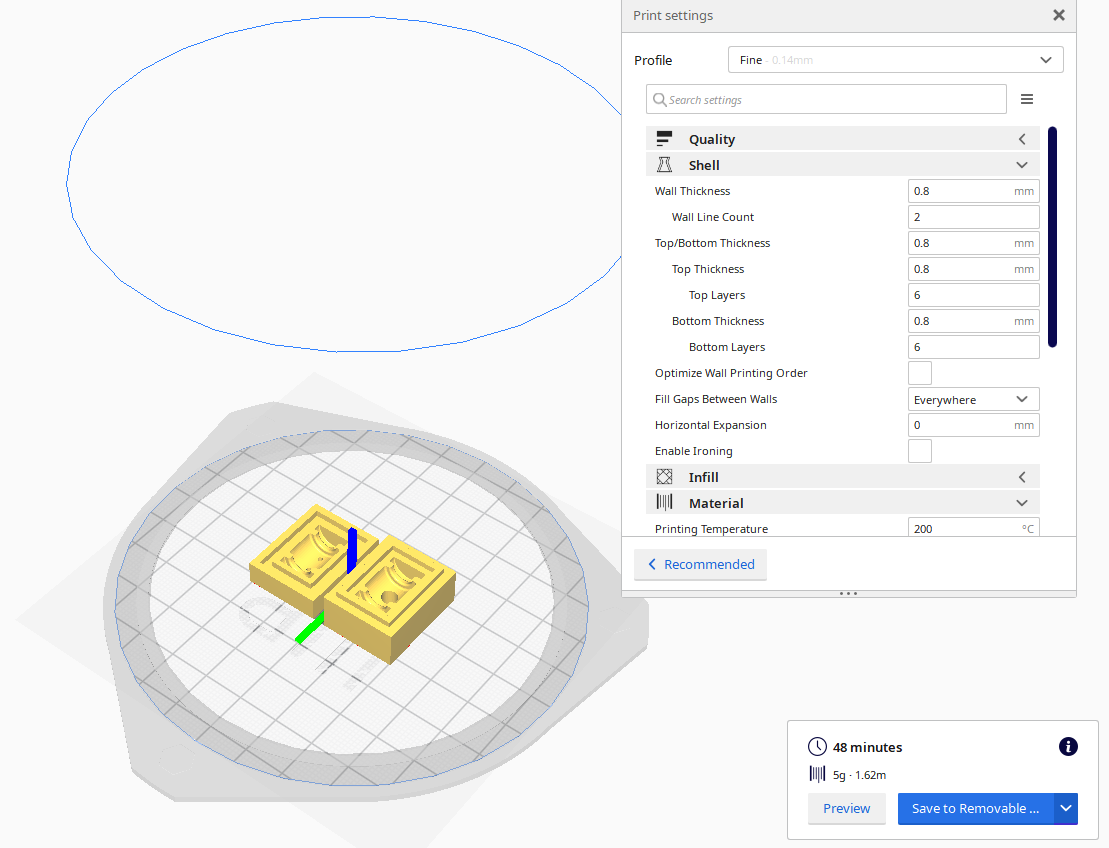 Print settings
Profile
Fine - 0.14mm
Search settings
Quality
Shell
Wall Thickness 0.8 mm
Wall Line Count 2
Top/Bottom Thickness 0.8 mm
Top Thickness 0.8 mm
Top Layers 6
Bottom Thickness 0.8 mm
Bottom Layers 6
Optimize Wall Printing Order
Fill Gaps Between Walls Everywhere
Horizontal Expansion 0 mm
Enable Ironing
Infill
Material
Printing Temperature 200 °C
Recommended
48 minutes
5g · 1.62m
Preview
Save to Removable ...